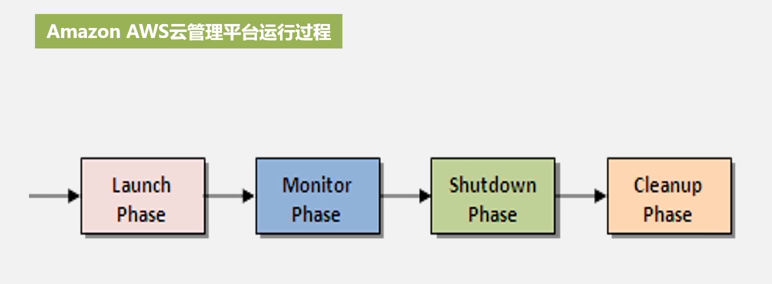 Amazon AWS云管理平台运行过程
Launch
Phase
Monitor
Phase
Shutdown
Phase
Cleanup
Phase